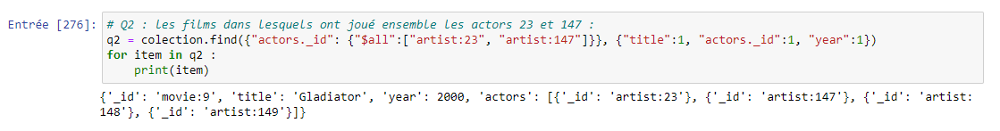 Entrée [276]: # Q2 : les films dans lesquels ont joué ensemble les actors 23 et 147 :
q2 = colection.find({"actors._id": {"$all":["artist:23", "artist:147"]}}, {"title":1, "actors._id":1, "year":1})
for item in q2 :
    print(item)
{'_id': 'movie:9', 'title': 'Gladiator', 'year': 2000, 'actors': [{'_id': 'artist:23'}, {'_id': 'artist:147'}, {'_id': 'artist:
148'}, {'_id': 'artist:149'}]}